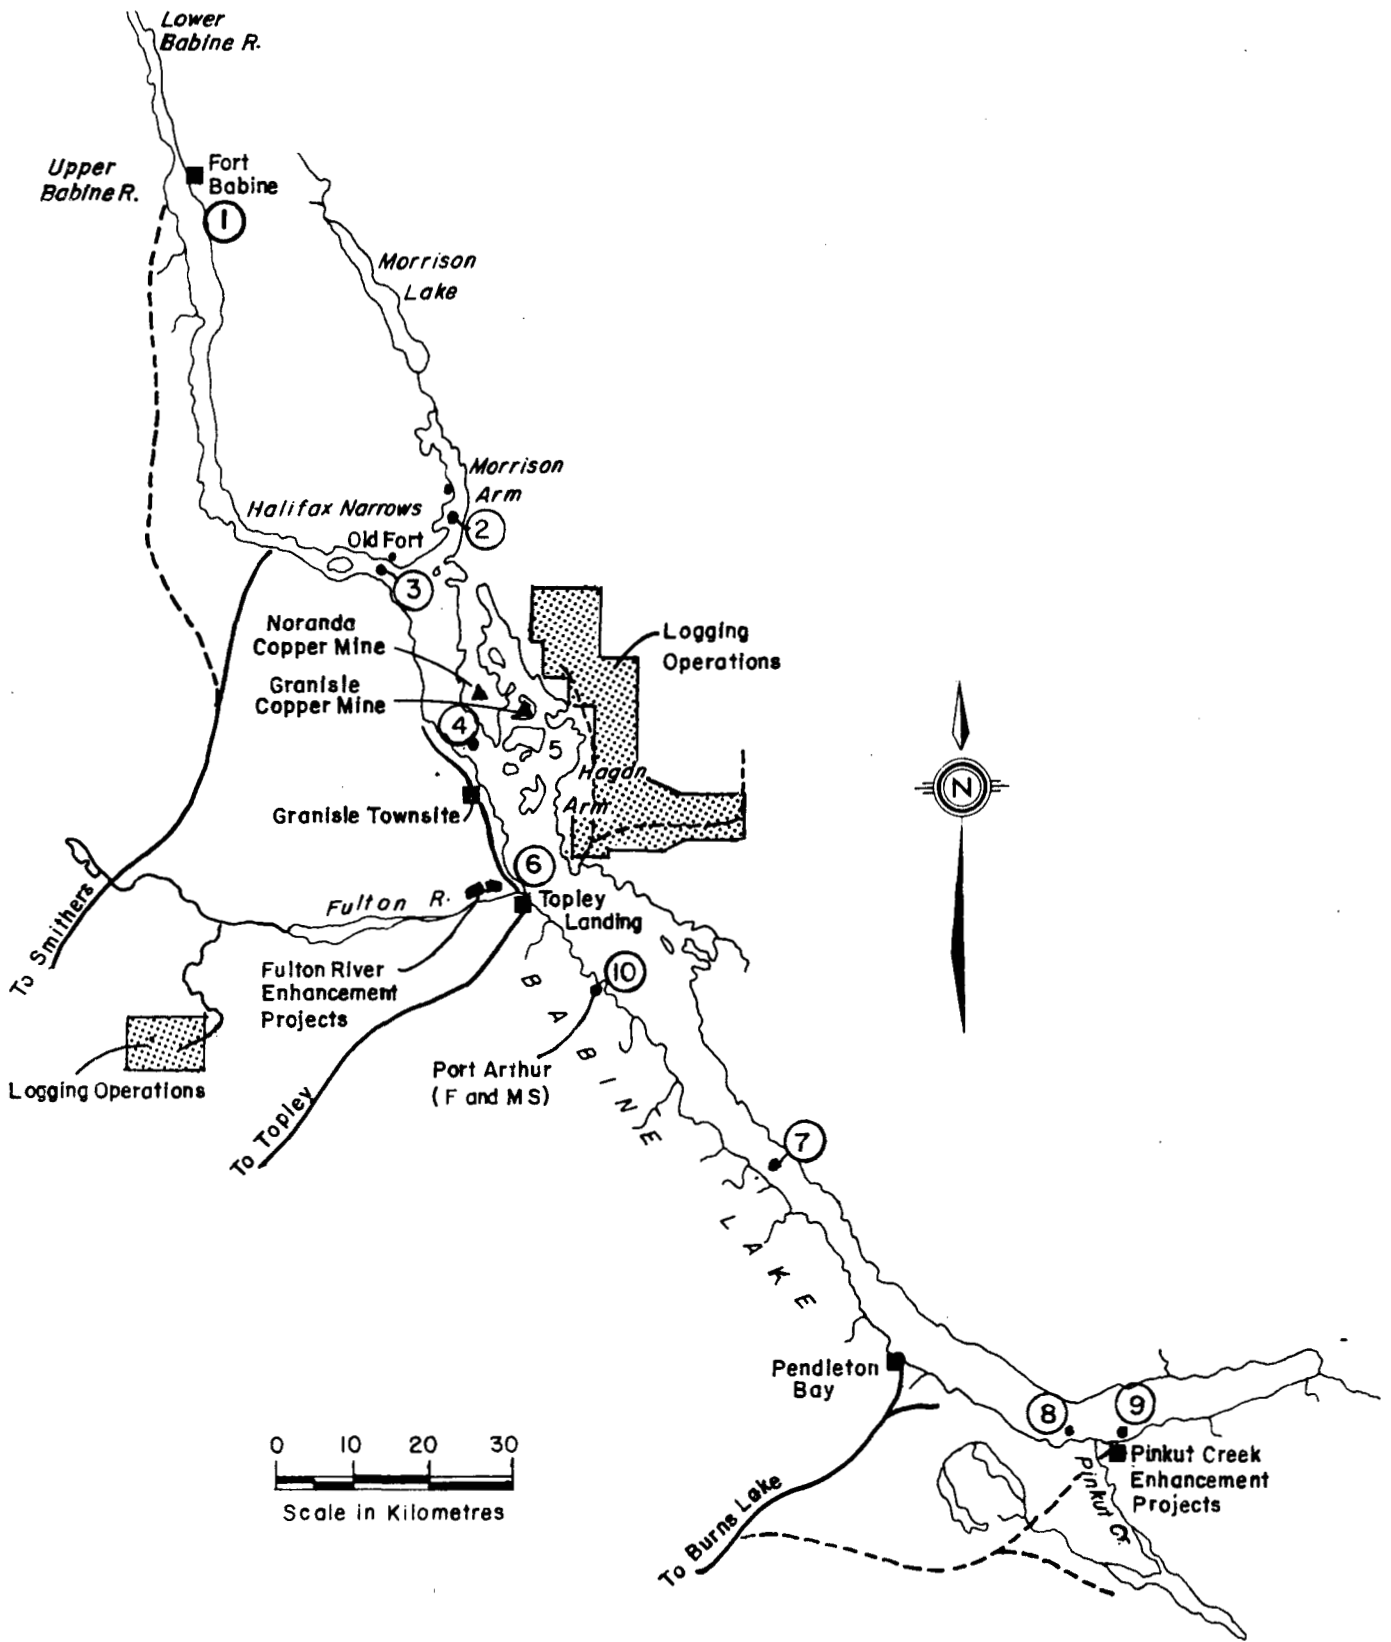 Lower
Babine R.
Upper
Babine R.
Fort
Babine
1
Morrison
Lake
Morrison
Arm
Halifax Narrows
2
Old Fort
3
Noranda
Copper Mine
Granisle
Copper Mine
Logging
Operations
4
5
Hagan
Arm
N
Granisle Townsite
6
Fulton R.
Topley
Landing
To Smithers
Fulton River
Enhancement
Projects
10
Logging Operations
Port Arthur
(F and MS)
To Topley
BABINE
LAKE
7
Pendleton
Bay
8
9
Pinkut Creek
Enhancement
Projects
Pinkut
C
To Burns Lake
0 10 20 30
Scale in Kilometres